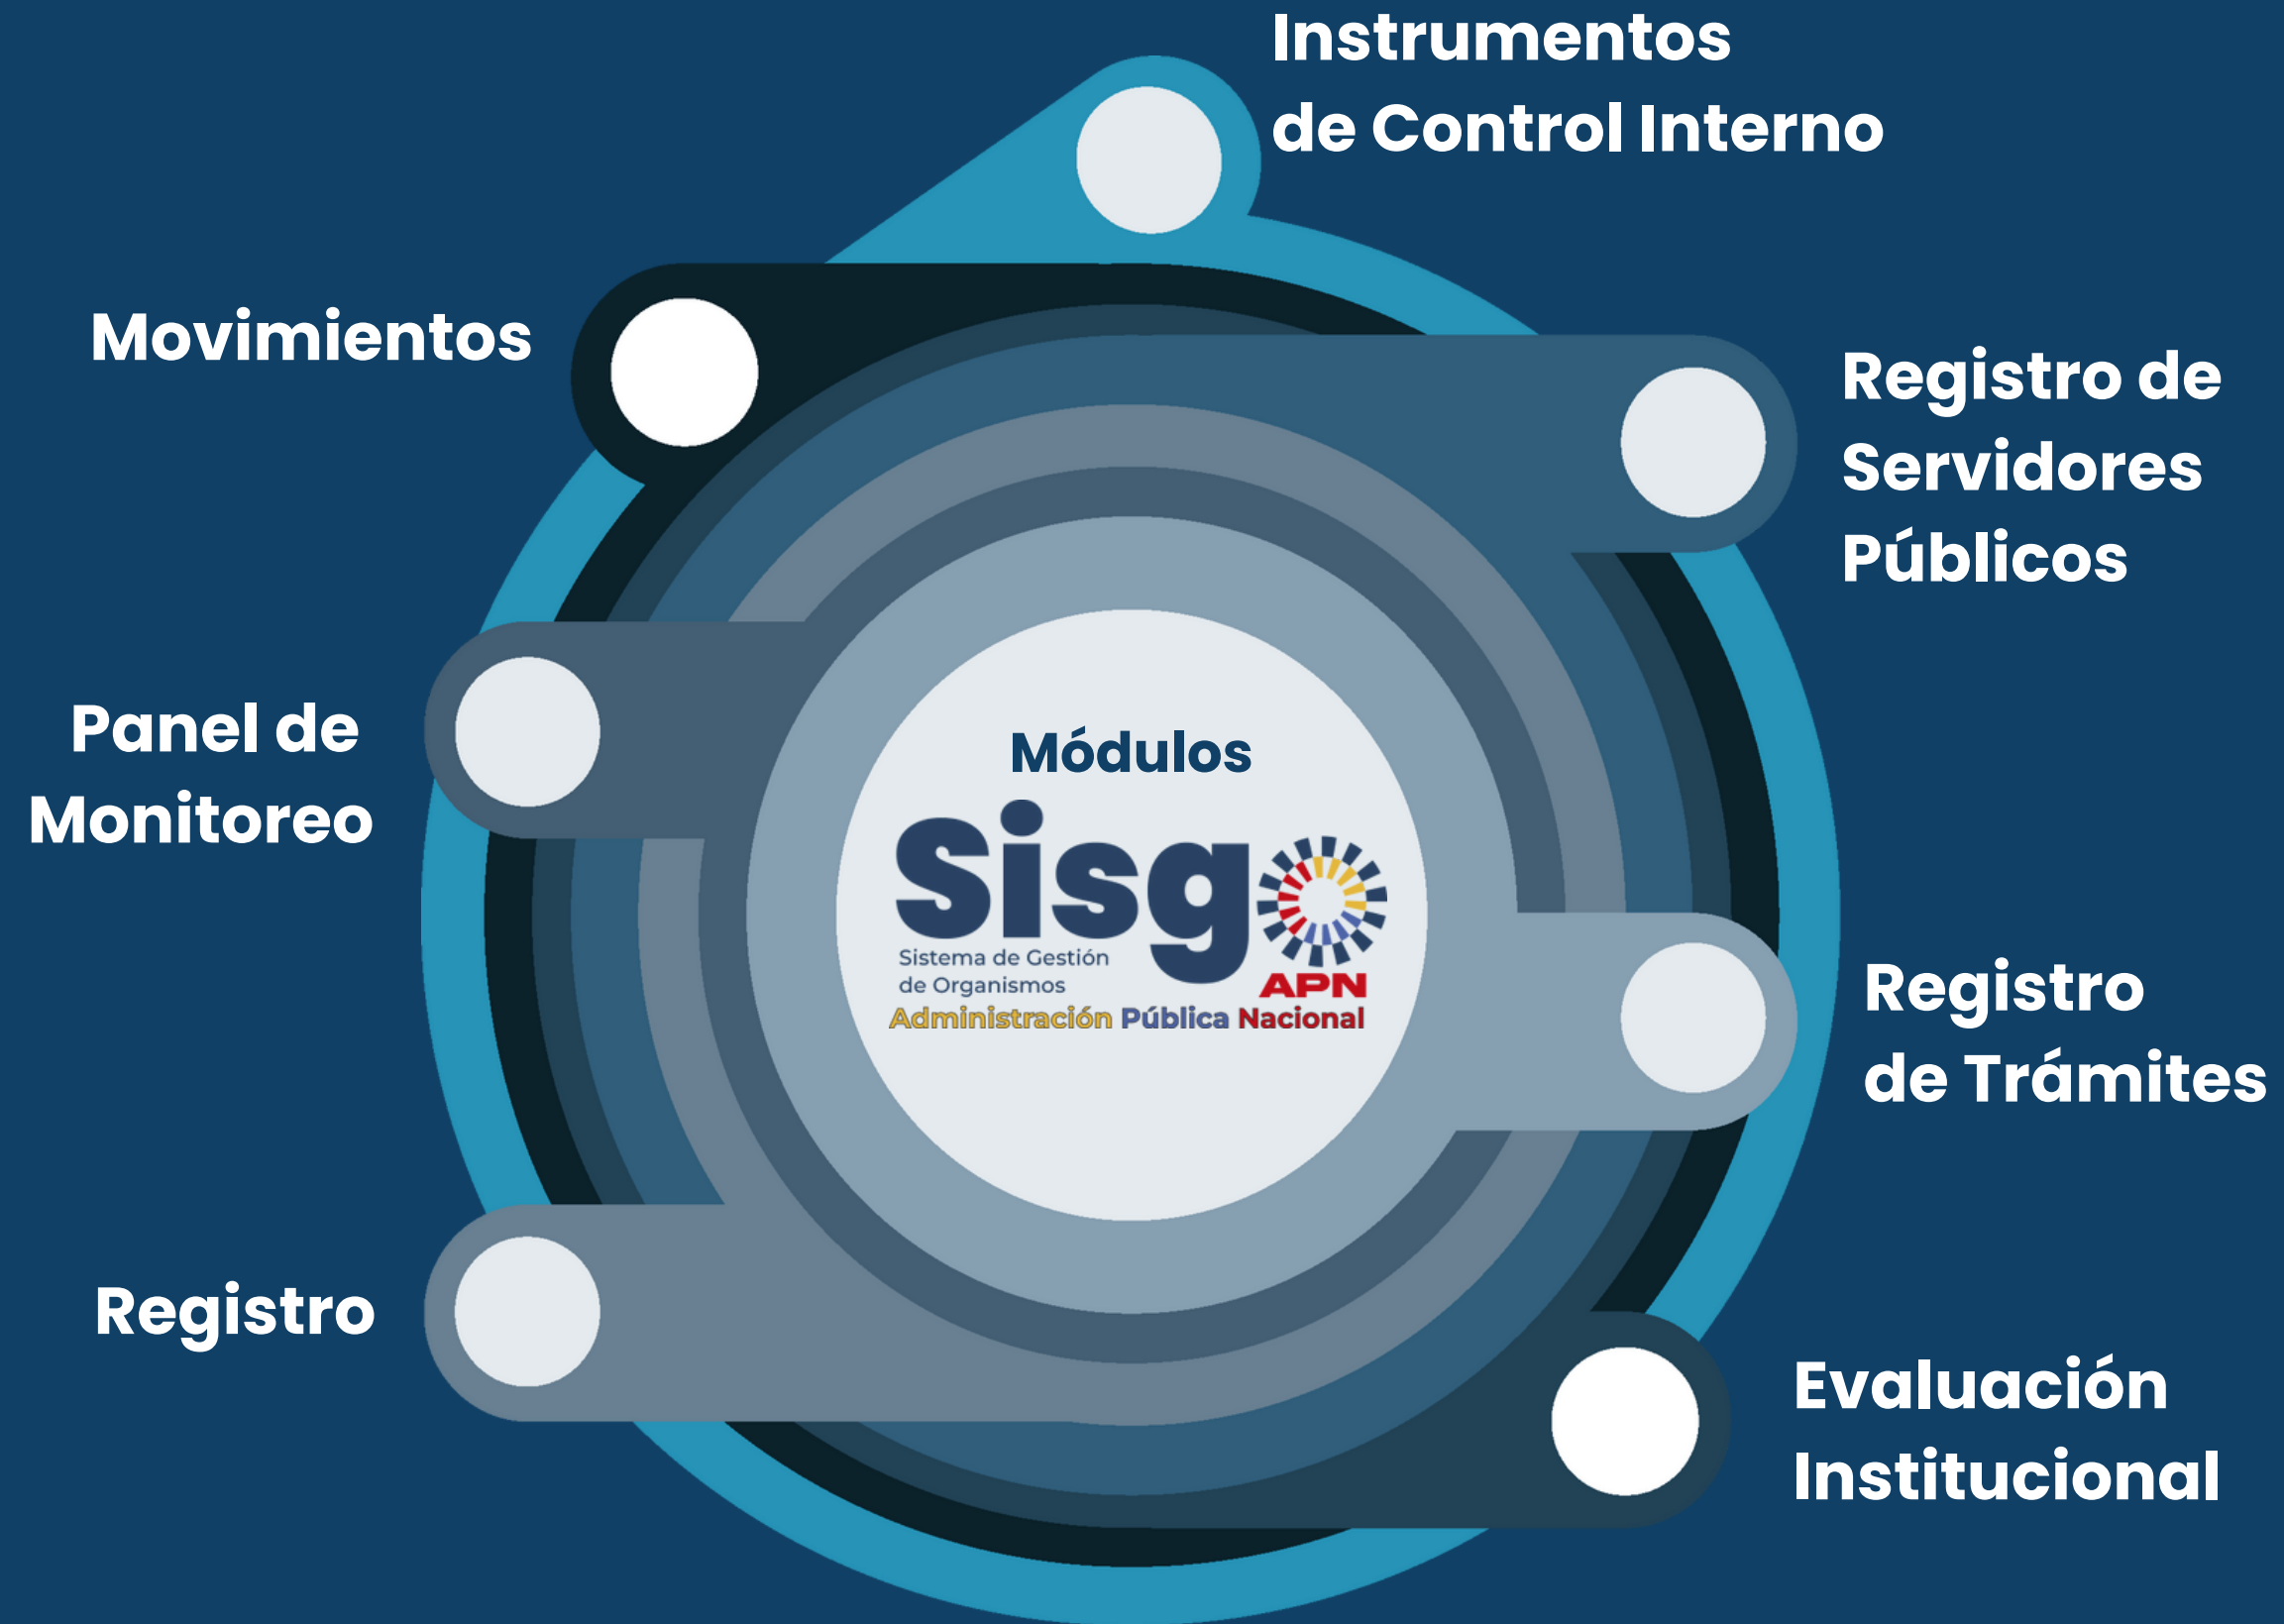 Instrumentos
de Control Interno
Movimientos
Registro de
Servidores
Públicos
Panel de
Monitoreo
Módulos
Sisgo
Sistema de Gestión
de Organismos
APN
Administración Pública Nacional
Registro
de Trámites
Registro
Evaluación
Institucional